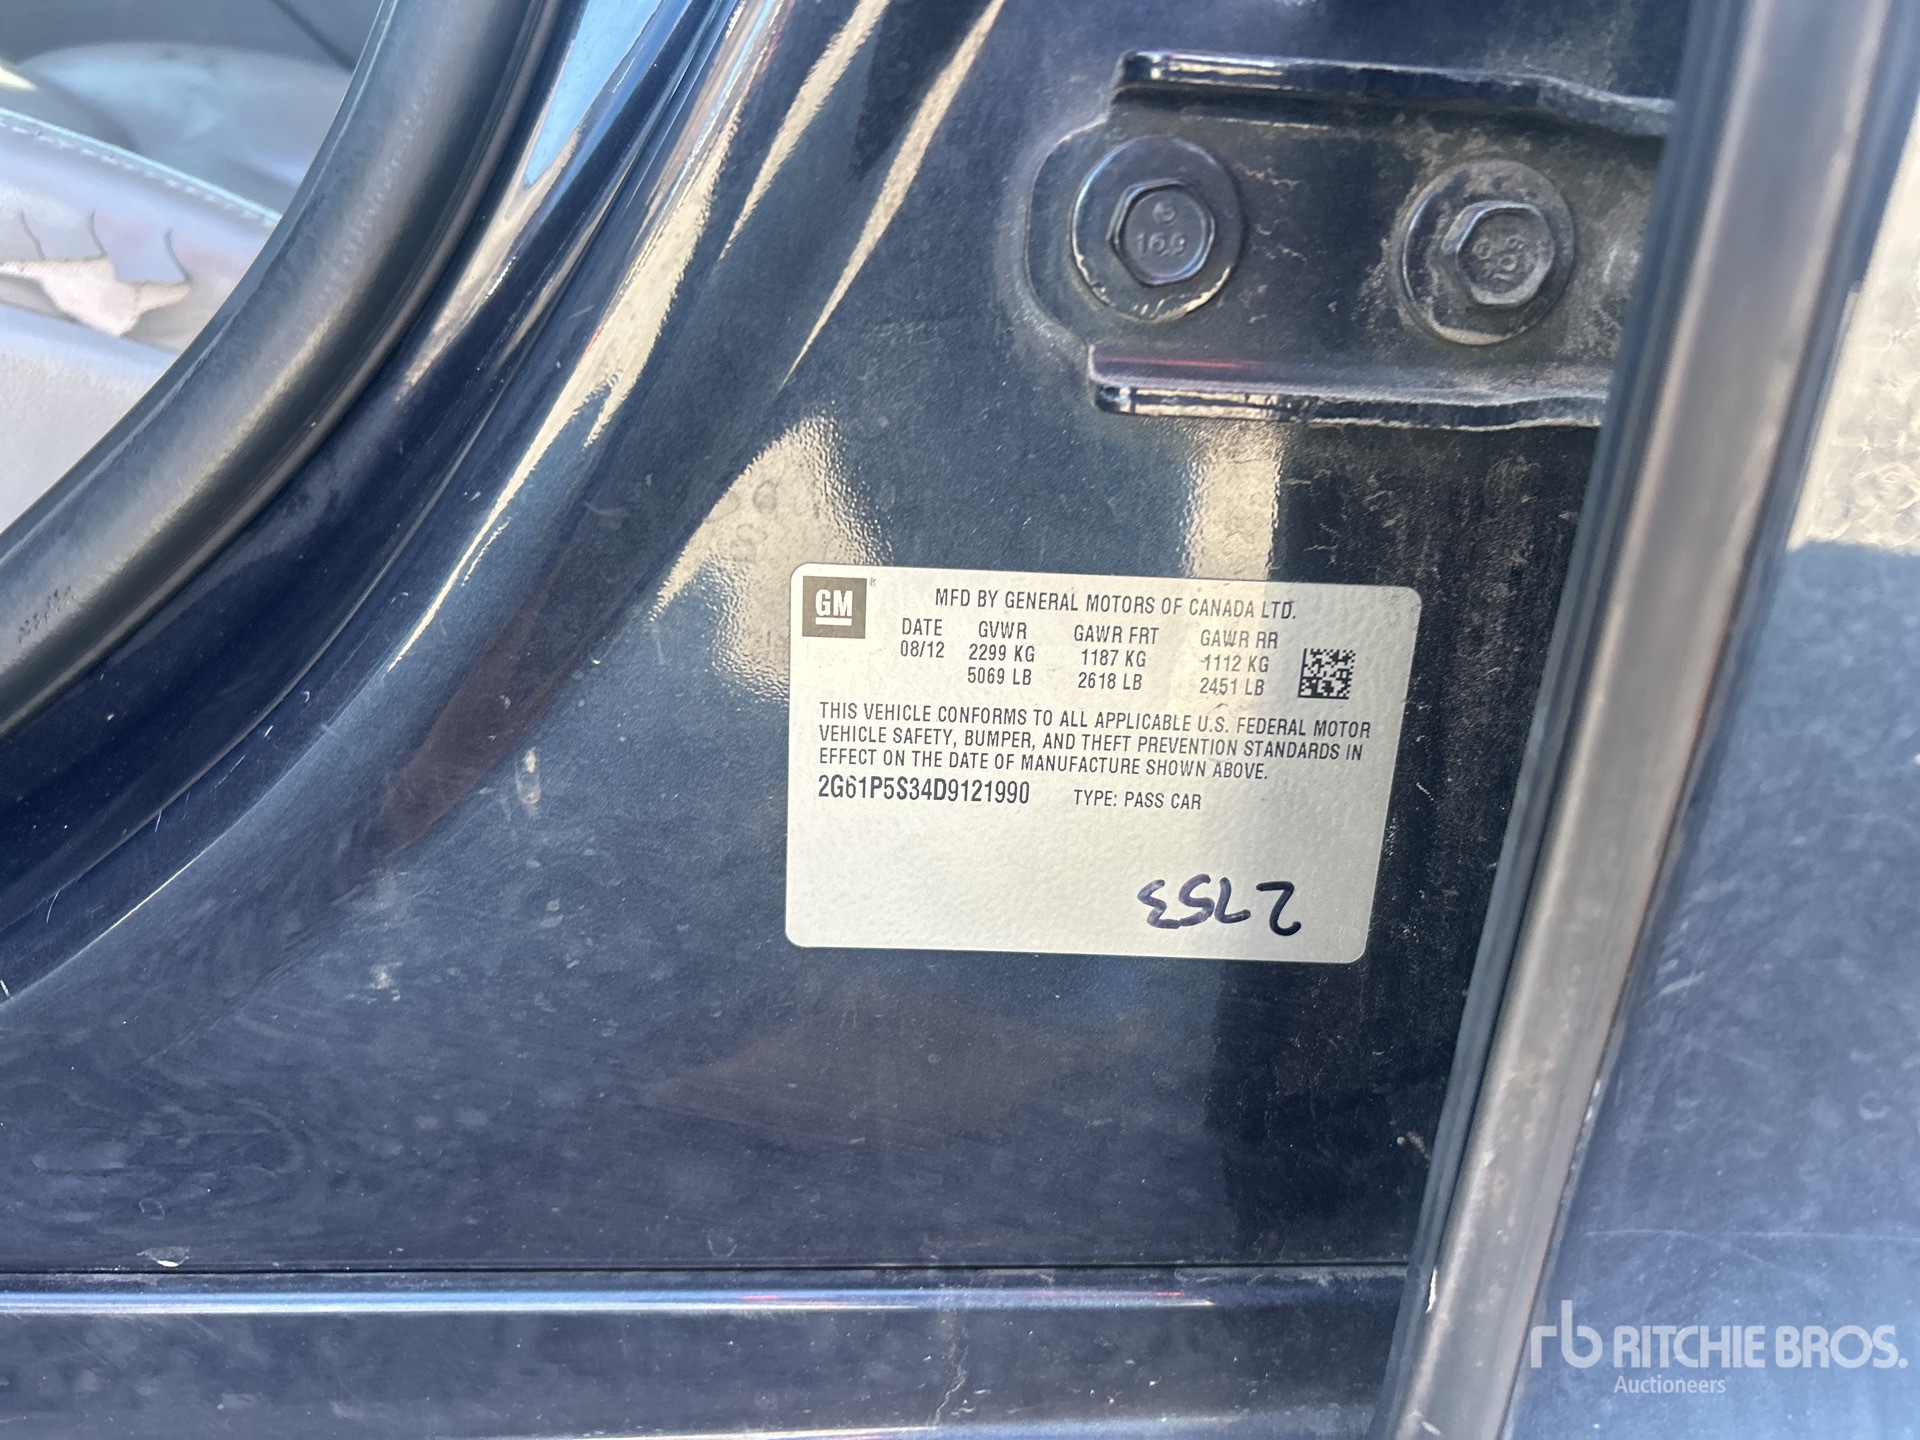 169
GM
MFD BY GENERAL MOTORS OF CANADA LTD.
DATE GVWR GAWR FRT GAWR RR
08/12 2299 KG 1187 KG 1112 KG
5069 LB 2618 LB 2451 LB
THIS VEHICLE CONFORMS TO ALL APPLICABLE U.S. FEDERAL MOTOR
VEHICLE SAFETY, BUMPER, AND THEFT PREVENTION STANDARDS IN
EFFECT ON THE DATE OF MANUFACTURE SHOWN ABOVE.
2G61P5S34D9121990 TYPE: PASS CAR
2753
rb RITCHIE BROS.
Auctioneers